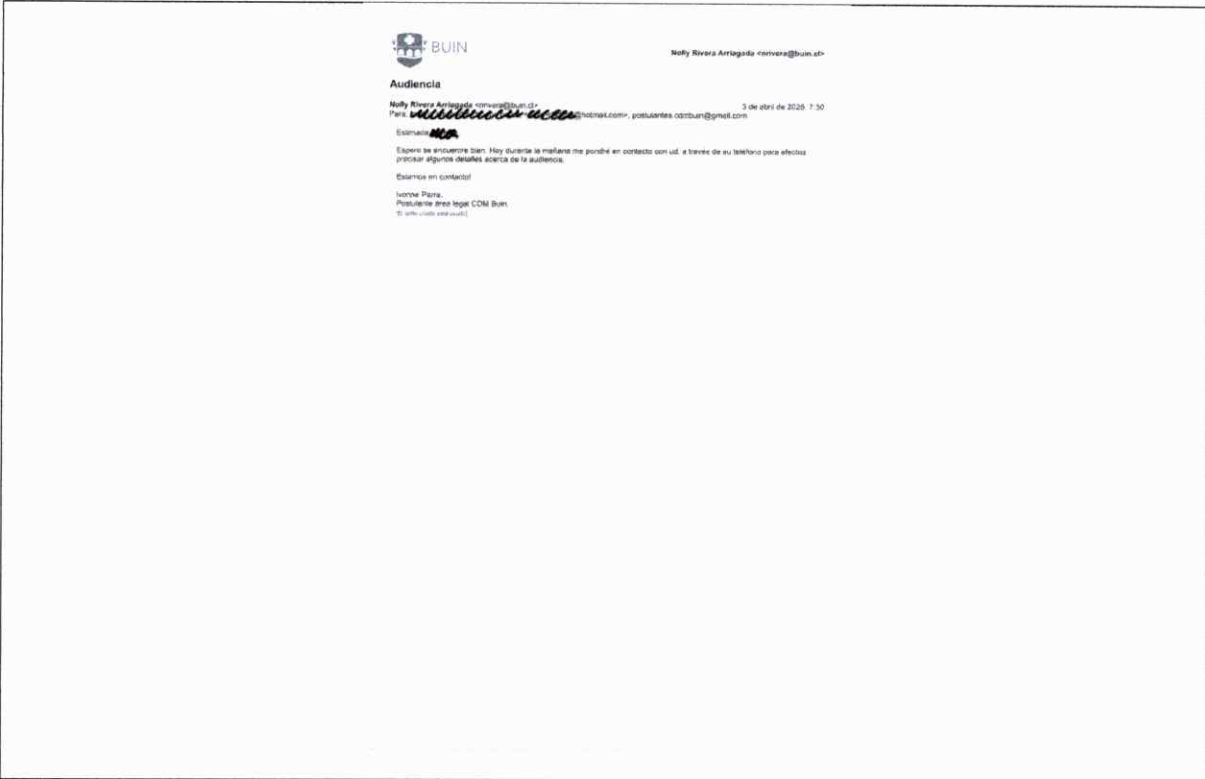 BUIN
Nolly Rivera Arriagada <nrivera@buin.cl>
Audiencia
Nolly Rivera Arriagada <nrivera@buin.cl>
3 de abril de 2025, 7:30
Para: @hotmail.com>, postulantes.odmbuin@gmail.com
Estimada
Espero se encuentre bien. Hoy durante la mañana me pondré en contacto con ud. a través de su teléfono para efectos
precisar algunos detalles acerca de la audiencia.
Estamos en contacto!
Ivonne Parra.
Postulante área legal CDM Buin